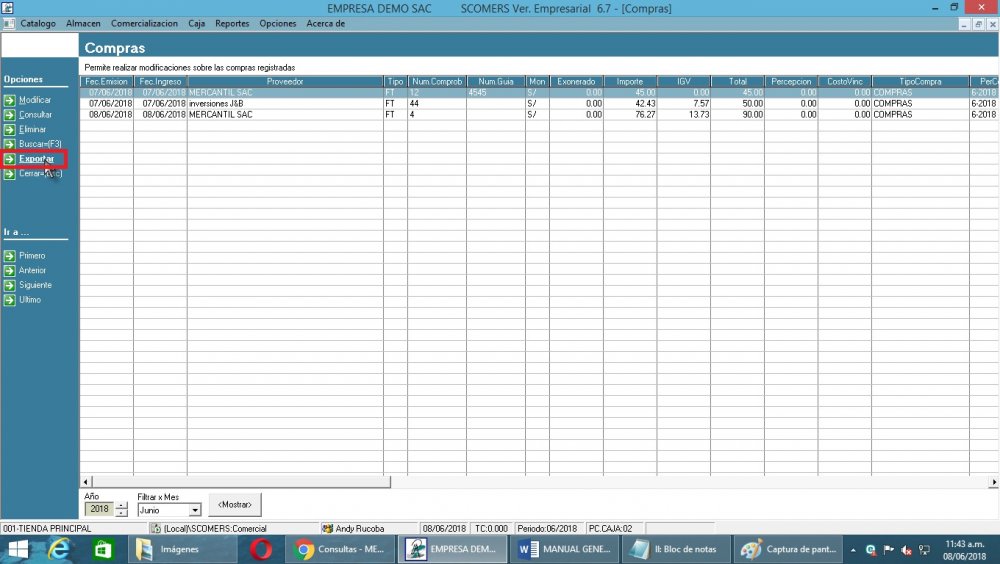 EMPRESA DEMO SAC SCOMERS Ver. Empresarial 6.7 - [Compras]
Catalogo Almacen Comercializacion Caja Reportes Opciones Acerca de
Compras
Permite realizar modificaciones sobre las compras registradas
Opciones
Modificar
Consultar
Eliminar
Buscar=(F3)
Exportar
Cerrar=
Ir a ...
Primero
Anterior
Siguiente
Ultimo
Fec.Emision Fec.Ingreso Proveedor Tipo Num.Comprob Num.Guia Mon Exonerado Importe IGV Total Percepcion CostoVinc TipoCompra
07/06/2018 07/06/2018 MERCANTIL SAC FT 12 4545 S/ 0.00 45.00 0.00 45.00 0.00 0.00 COMPRAS 6-2018
07/06/2018 07/06/2018 inversiones J&B FT 44 S/ 0.00 42.43 7.57 50.00 0.00 0.00 COMPRAS 6-2018
08/06/2018 08/06/2018 MERCANTIL SAC FT 4 S/ 0.00 76.27 13.73 90.00 0.00 0.00 COMPRAS 6-2018
Año Filtrar x Mes
2018 Junio <Mostrar>
001-TIENDA PRINCIPAL (Local)\SCOMERS:Comercial Andy Rucoba 08/06/2018 TC:0.000 Periodo:06/2018 PC.CAJA:02
Imágenes Consultas - ME... EMPRESA DEM... MANUAL GENE... II: Bloc de notas Captura de pant... 11:43 a.m.
08/06/2018